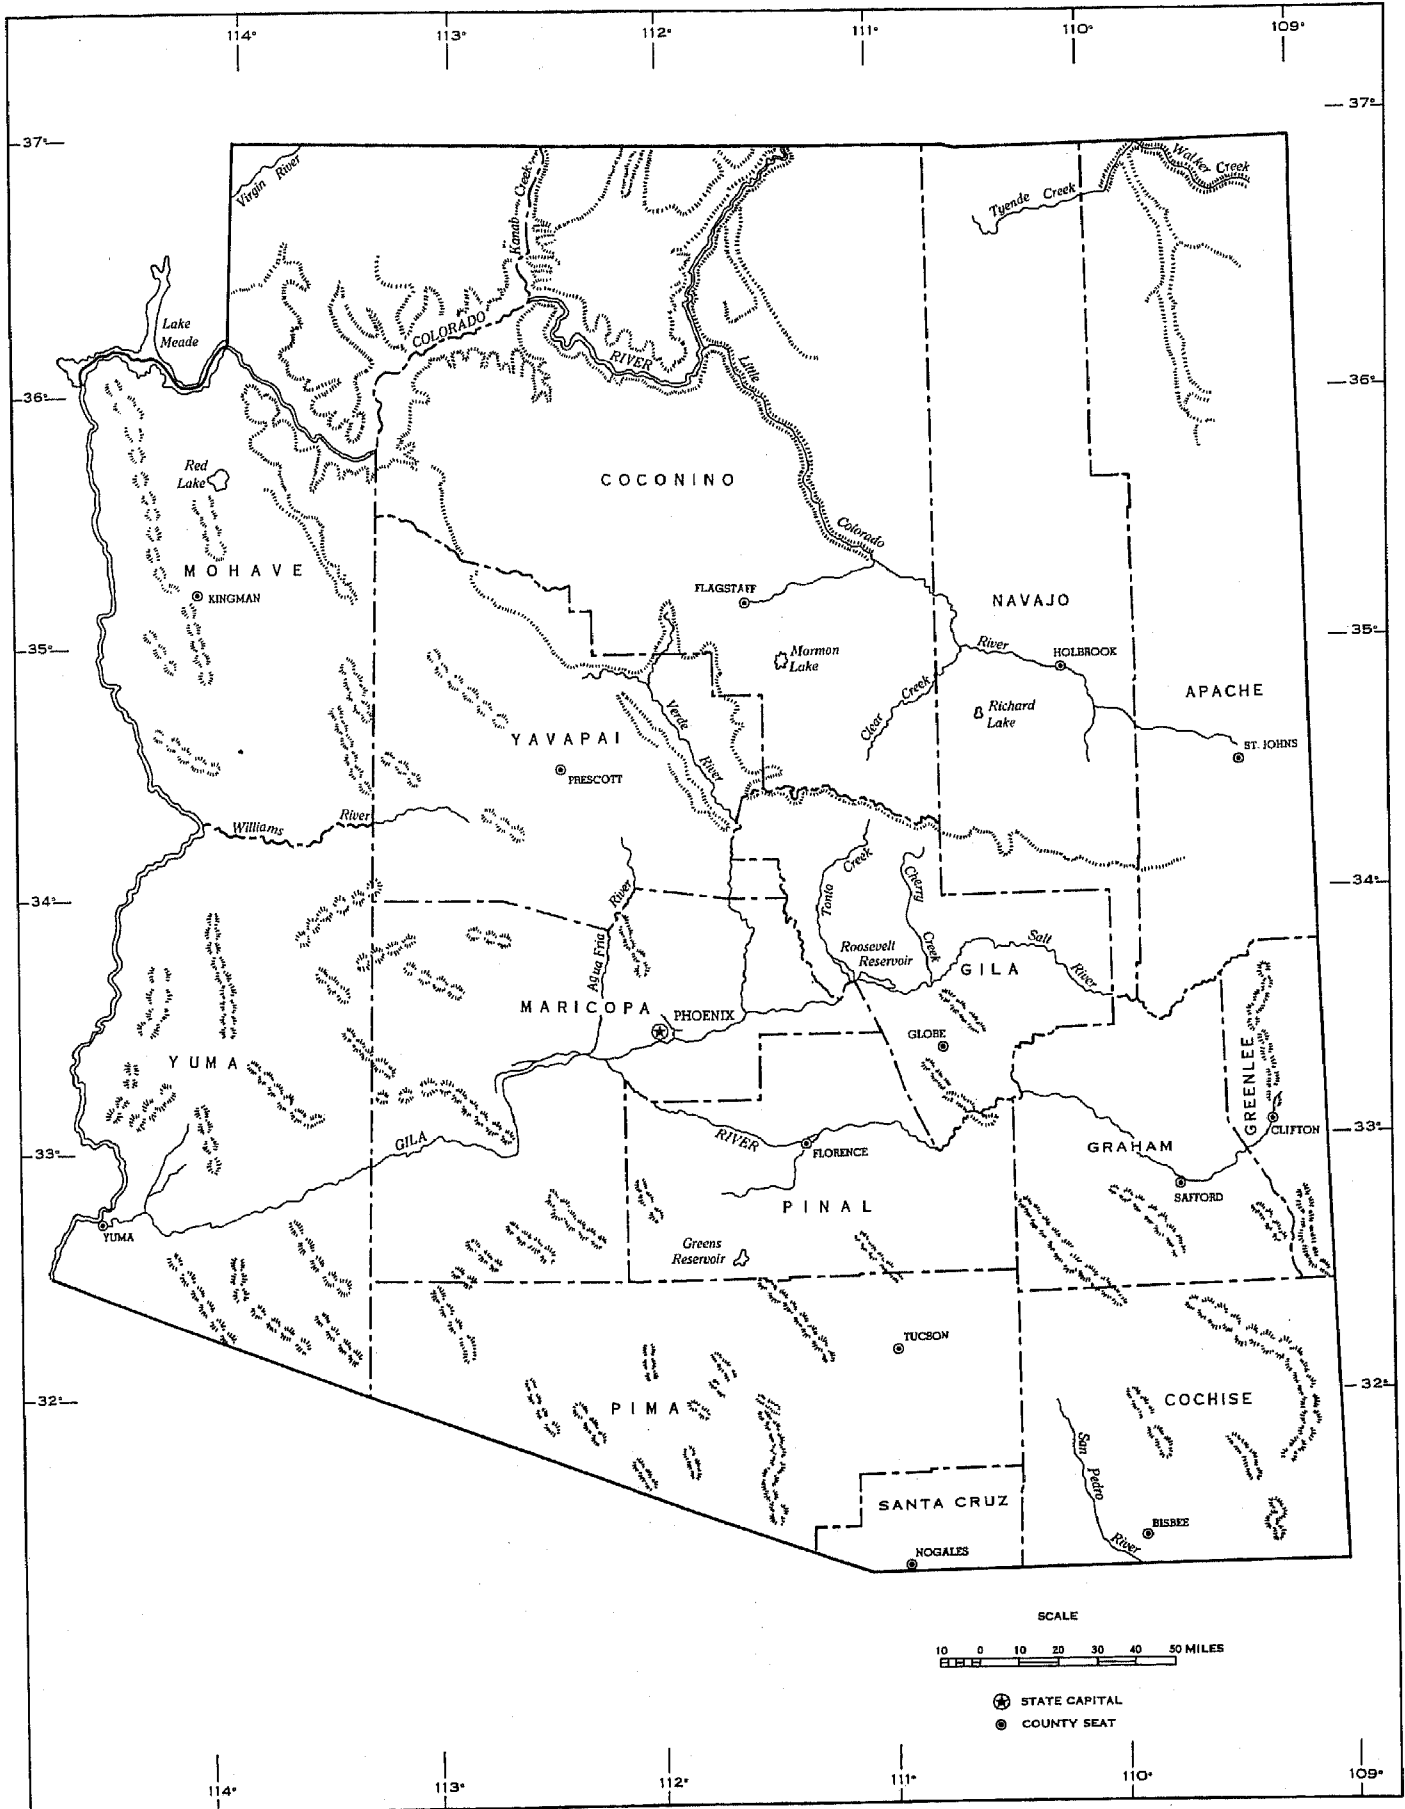 114° 113° 112° 111° 110° 109°
37° 37°
Virgin River
Kanab Creek
Tyende Creek
Walker Creek
Lake
Meade
COLORADO
RIVER
Little
36° 36°
Red
Lake
COCONINO
Colorado
MOHAVE
KINGMAN
FLAGSTAFF
NAVAJO
35° 35°
Mormon
Lake
River
HOLBROOK
Clear Creek
Richard
Lake
APACHE
Verde
River
YAVAPAI
PRESCOTT
ST. JOHNS
Williams River
34° 34°
Agua Fria River
Tonto Creek
Cherry Creek
Roosevelt
Reservoir
Salt
River
GILA
MARICOPA
PHOENIX
GLOBE
YUMA
GREENLEE
CLIFTON
33° 33°
GILA
RIVER
FLORENCE
GRAHAM
SAFFORD
PINAL
YUMA
Greens
Reservoir
TUCSON
32° 32°
PIMA
COCHISE
San Pedro
River
SANTA CRUZ
BISBEE
NOGALES
SCALE
10 0 10 20 30 40 50 MILES
STATE CAPITAL
COUNTY SEAT
114° 113° 112° 111° 110° 109°